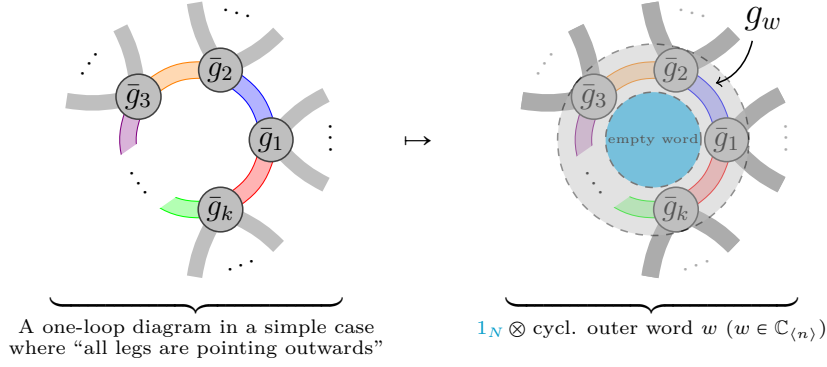 g_w
ḡ_2
ḡ_3
ḡ_1
ḡ_k
↦
ḡ_2
ḡ_3
ḡ_1
ḡ_k
empty word
A one-loop diagram in a simple case
where “all legs are pointing outwards”
1_N ⊗ cycl. outer word w (w ∈ ℂ_⟨n⟩)